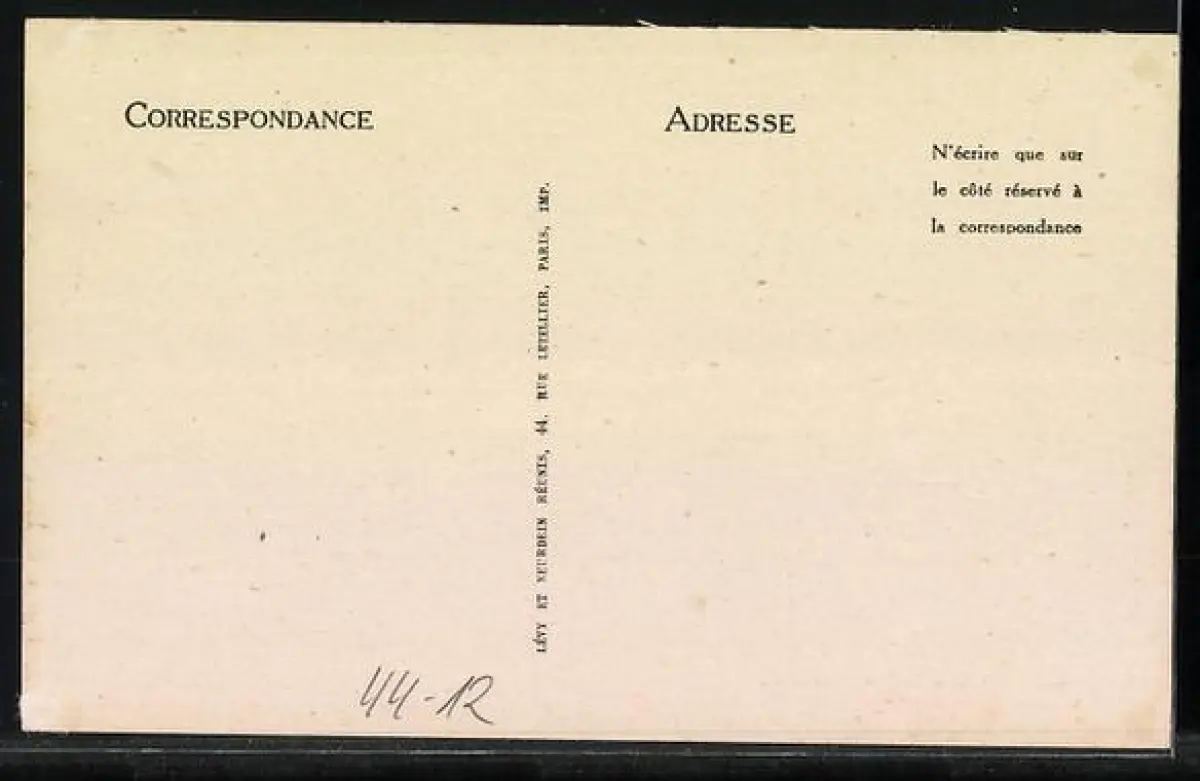 CORRESPONDANCE
ADRESSE
N'écrire que sur
le côté réservé à
la correspondance
LÉVY ET NEURDEIN RÉUNIS, 44, RUE LETELLIER, PARIS, IMP.
44-12